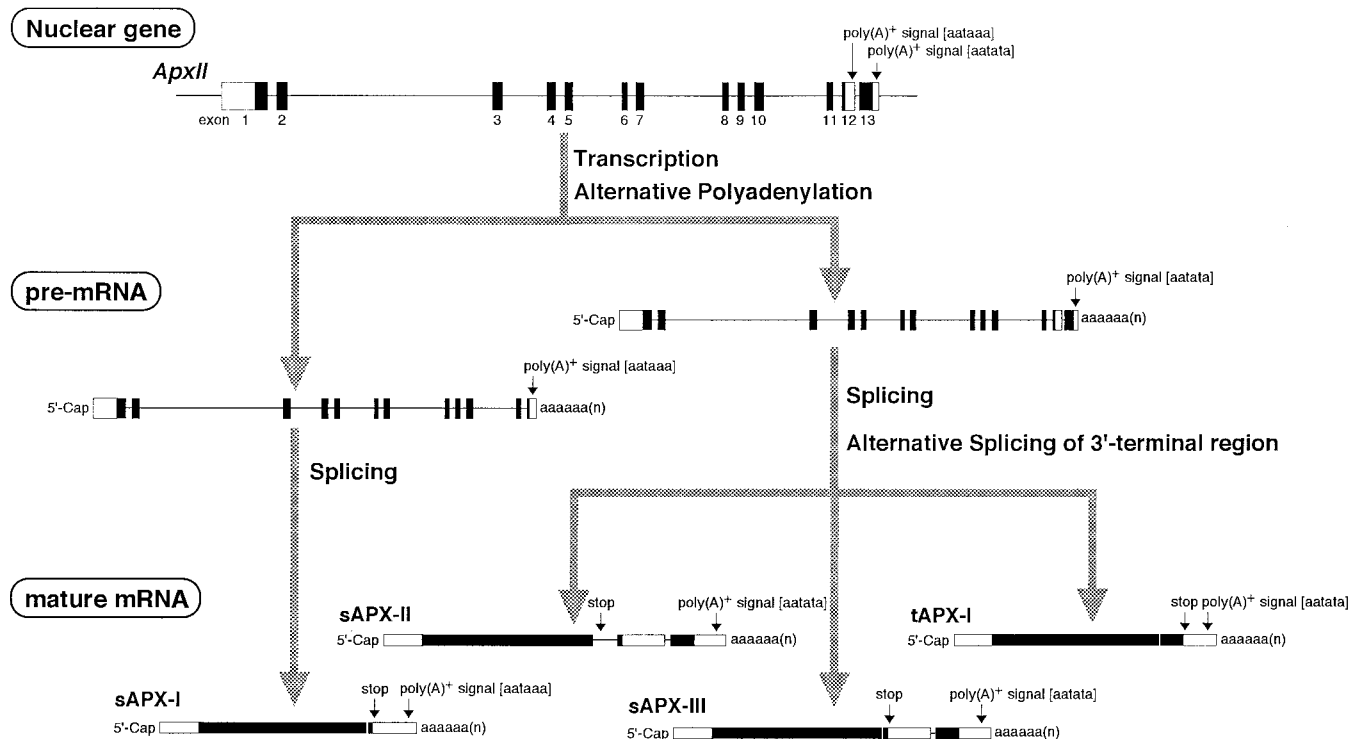 Nuclear gene
poly(A)+ signal [aataaa]
poly(A)+ signal [aatata]
ApxII
exon 1 2 3 4 5 6 7 8 9 10 11 12 13
Transcription
Alternative Polyadenylation
pre-mRNA
poly(A)+ signal [aatata]
5'-Cap aaaaaa(n)
poly(A)+ signal [aataaa]
5'-Cap aaaaaa(n)
Splicing
Alternative Splicing of 3'-terminal region
Splicing
mature mRNA
sAPX-II stop poly(A)+ signal [aatata]
5'-Cap aaaaaa(n)
tAPX-I stop poly(A)+ signal [aatata]
5'-Cap aaaaaa(n)
sAPX-I stop poly(A)+ signal [aataaa]
5'-Cap aaaaaa(n)
sAPX-III stop poly(A)+ signal [aatata]
5'-Cap aaaaaa(n)